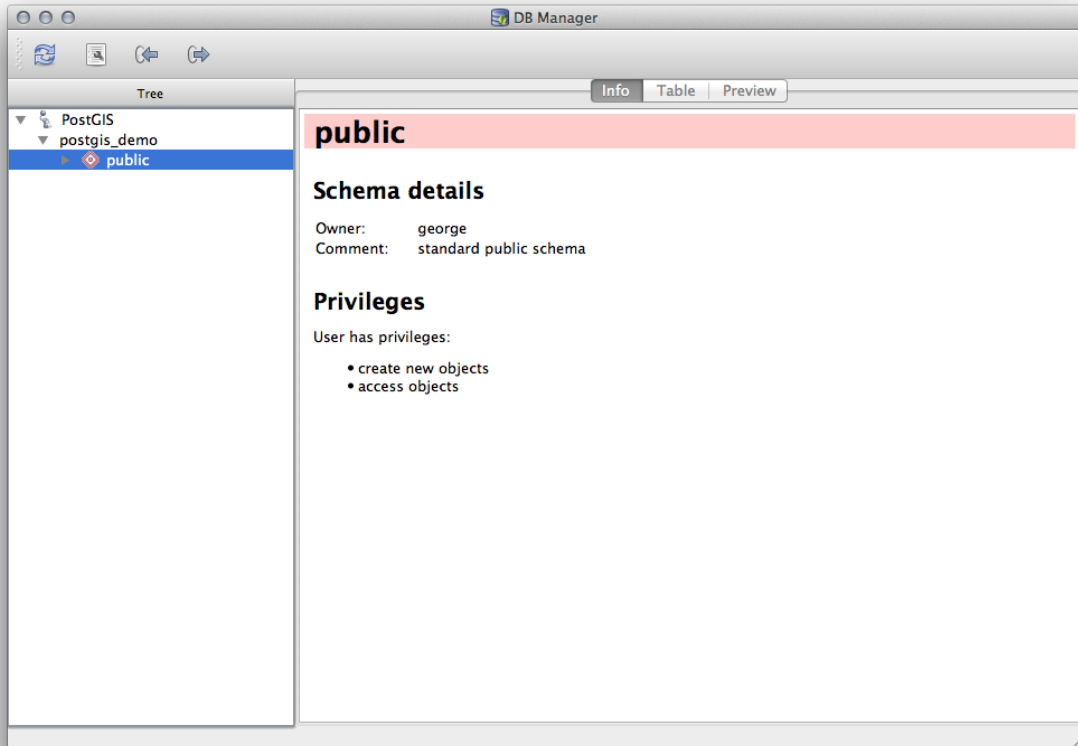 DB Manager
Tree
Info Table Preview
PostGIS
postgis_demo
public
public
Schema details
Owner: george
Comment: standard public schema
Privileges
User has privileges:
• create new objects
• access objects